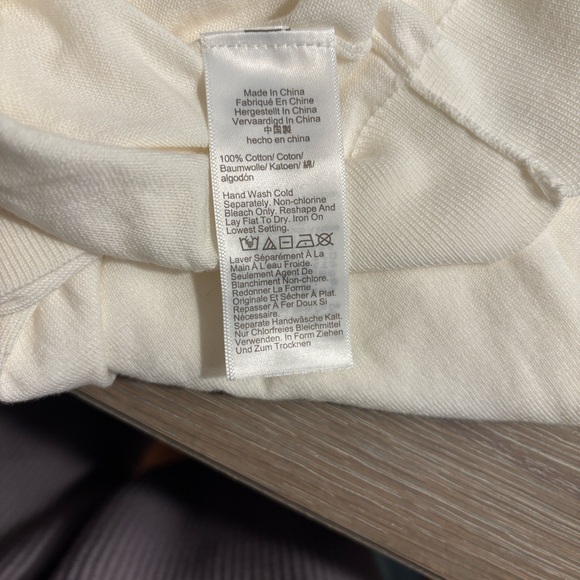 Made In China
Fabriqué En Chine
Hergestellt In China
Vervaardigd In China
中国製
hecho en china
100% Cotton/ Coton/
Baumwolle/ Katoen/ 綿/
algodón
Hand Wash Cold
Separately. Non-chlorine
Bleach Only. Reshape And
Lay Flat To Dry. Iron On
Lowest Setting.
Laver Séparément À La
Main À L'eau Froide.
Seulement Agent De
Blanchiment Non-chlore.
Redonner La Forme
Originale Et Sécher À Plat.
Repasser À Fer Doux Si
Nécessaire.
Separate Handwäsche Kalt.
Nur Chlorfreies Bleichmittel
Verwenden. In Form Ziehen
Und Zum Trocknen